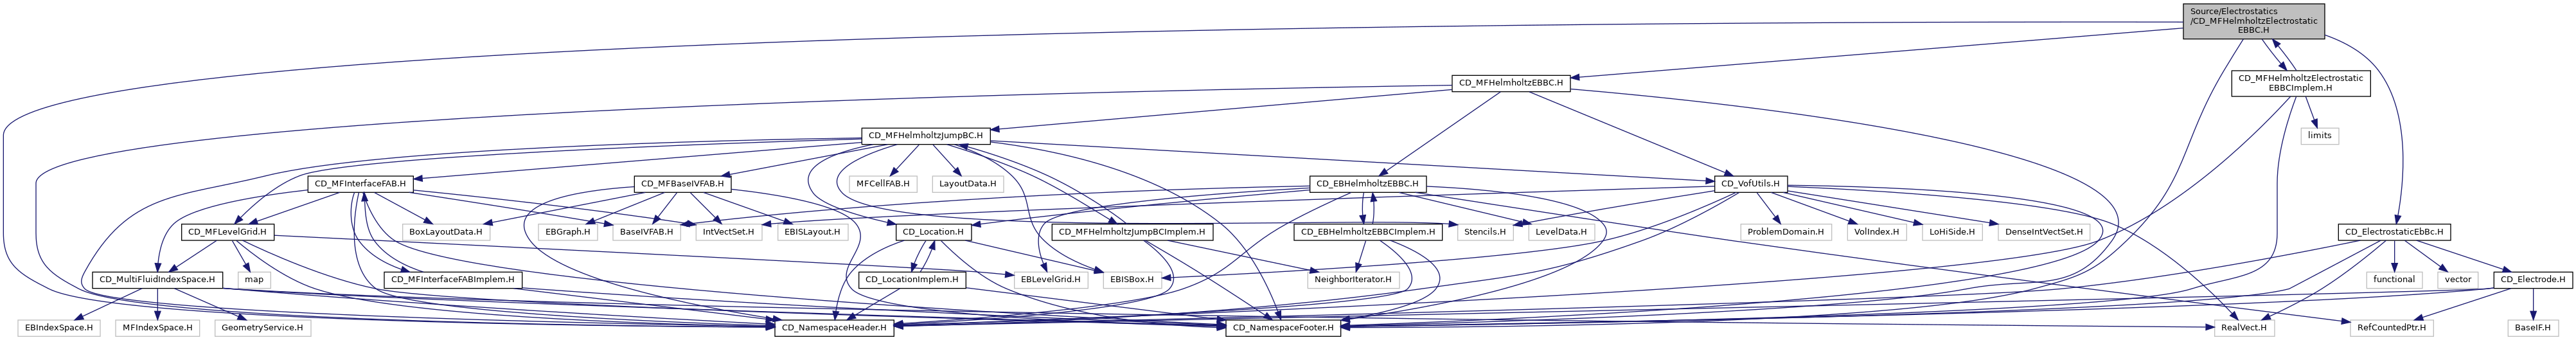 Source/Electrostatics
/CD_MFHelmholtzElectrostatic
EBBC.H
CD_MFHelmholtzEBBC.H
CD_MFHelmholtzElectrostatic
EBBCImplem.H
CD_MFHelmholtzJumpBC.H
limits
CD_MFInterfaceFAB.H
CD_MFBaseIVFAB.H
MFCellFAB.H
LayoutData.H
CD_EBHelmholtzEBBC.H
CD_VofUtils.H
CD_MFLevelGrid.H
BoxLayoutData.H
EBGraph.H
BaseIVFAB.H
IntVectSet.H
EBISLayout.H
CD_Location.H
CD_MFHelmholtzJumpBCImplem.H
CD_EBHelmholtzEBBCImplem.H
Stencils.H
LevelData.H
ProblemDomain.H
VolIndex.H
LoHiSide.H
DenseIntVectSet.H
CD_ElectrostaticEbBc.H
CD_MultiFluidIndexSpace.H
map
CD_MFInterfaceFABImplem.H
CD_LocationImplem.H
EBLevelGrid.H
EBISBox.H
NeighborIterator.H
functional
vector
CD_Electrode.H
EBIndexSpace.H
MFIndexSpace.H
GeometryService.H
CD_NamespaceHeader.H
CD_NamespaceFooter.H
RealVect.H
RefCountedPtr.H
BaseIF.H